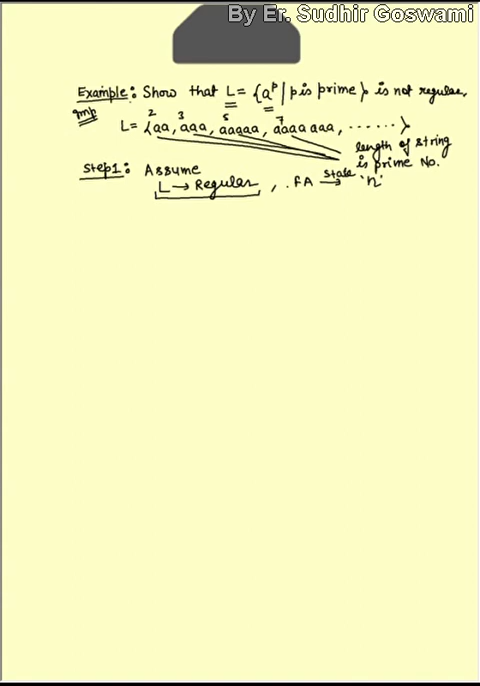 By Er. Sudhir Goswami
Example: Show that L = {a^p | p is prime} is not regular.
Imp
2 3 5 7
L = {aa, aaa, aaaaa, aaaaaaa, ......}
length of string
is prime No.
Step1: Assume
L → Regular, FA state → 'n'